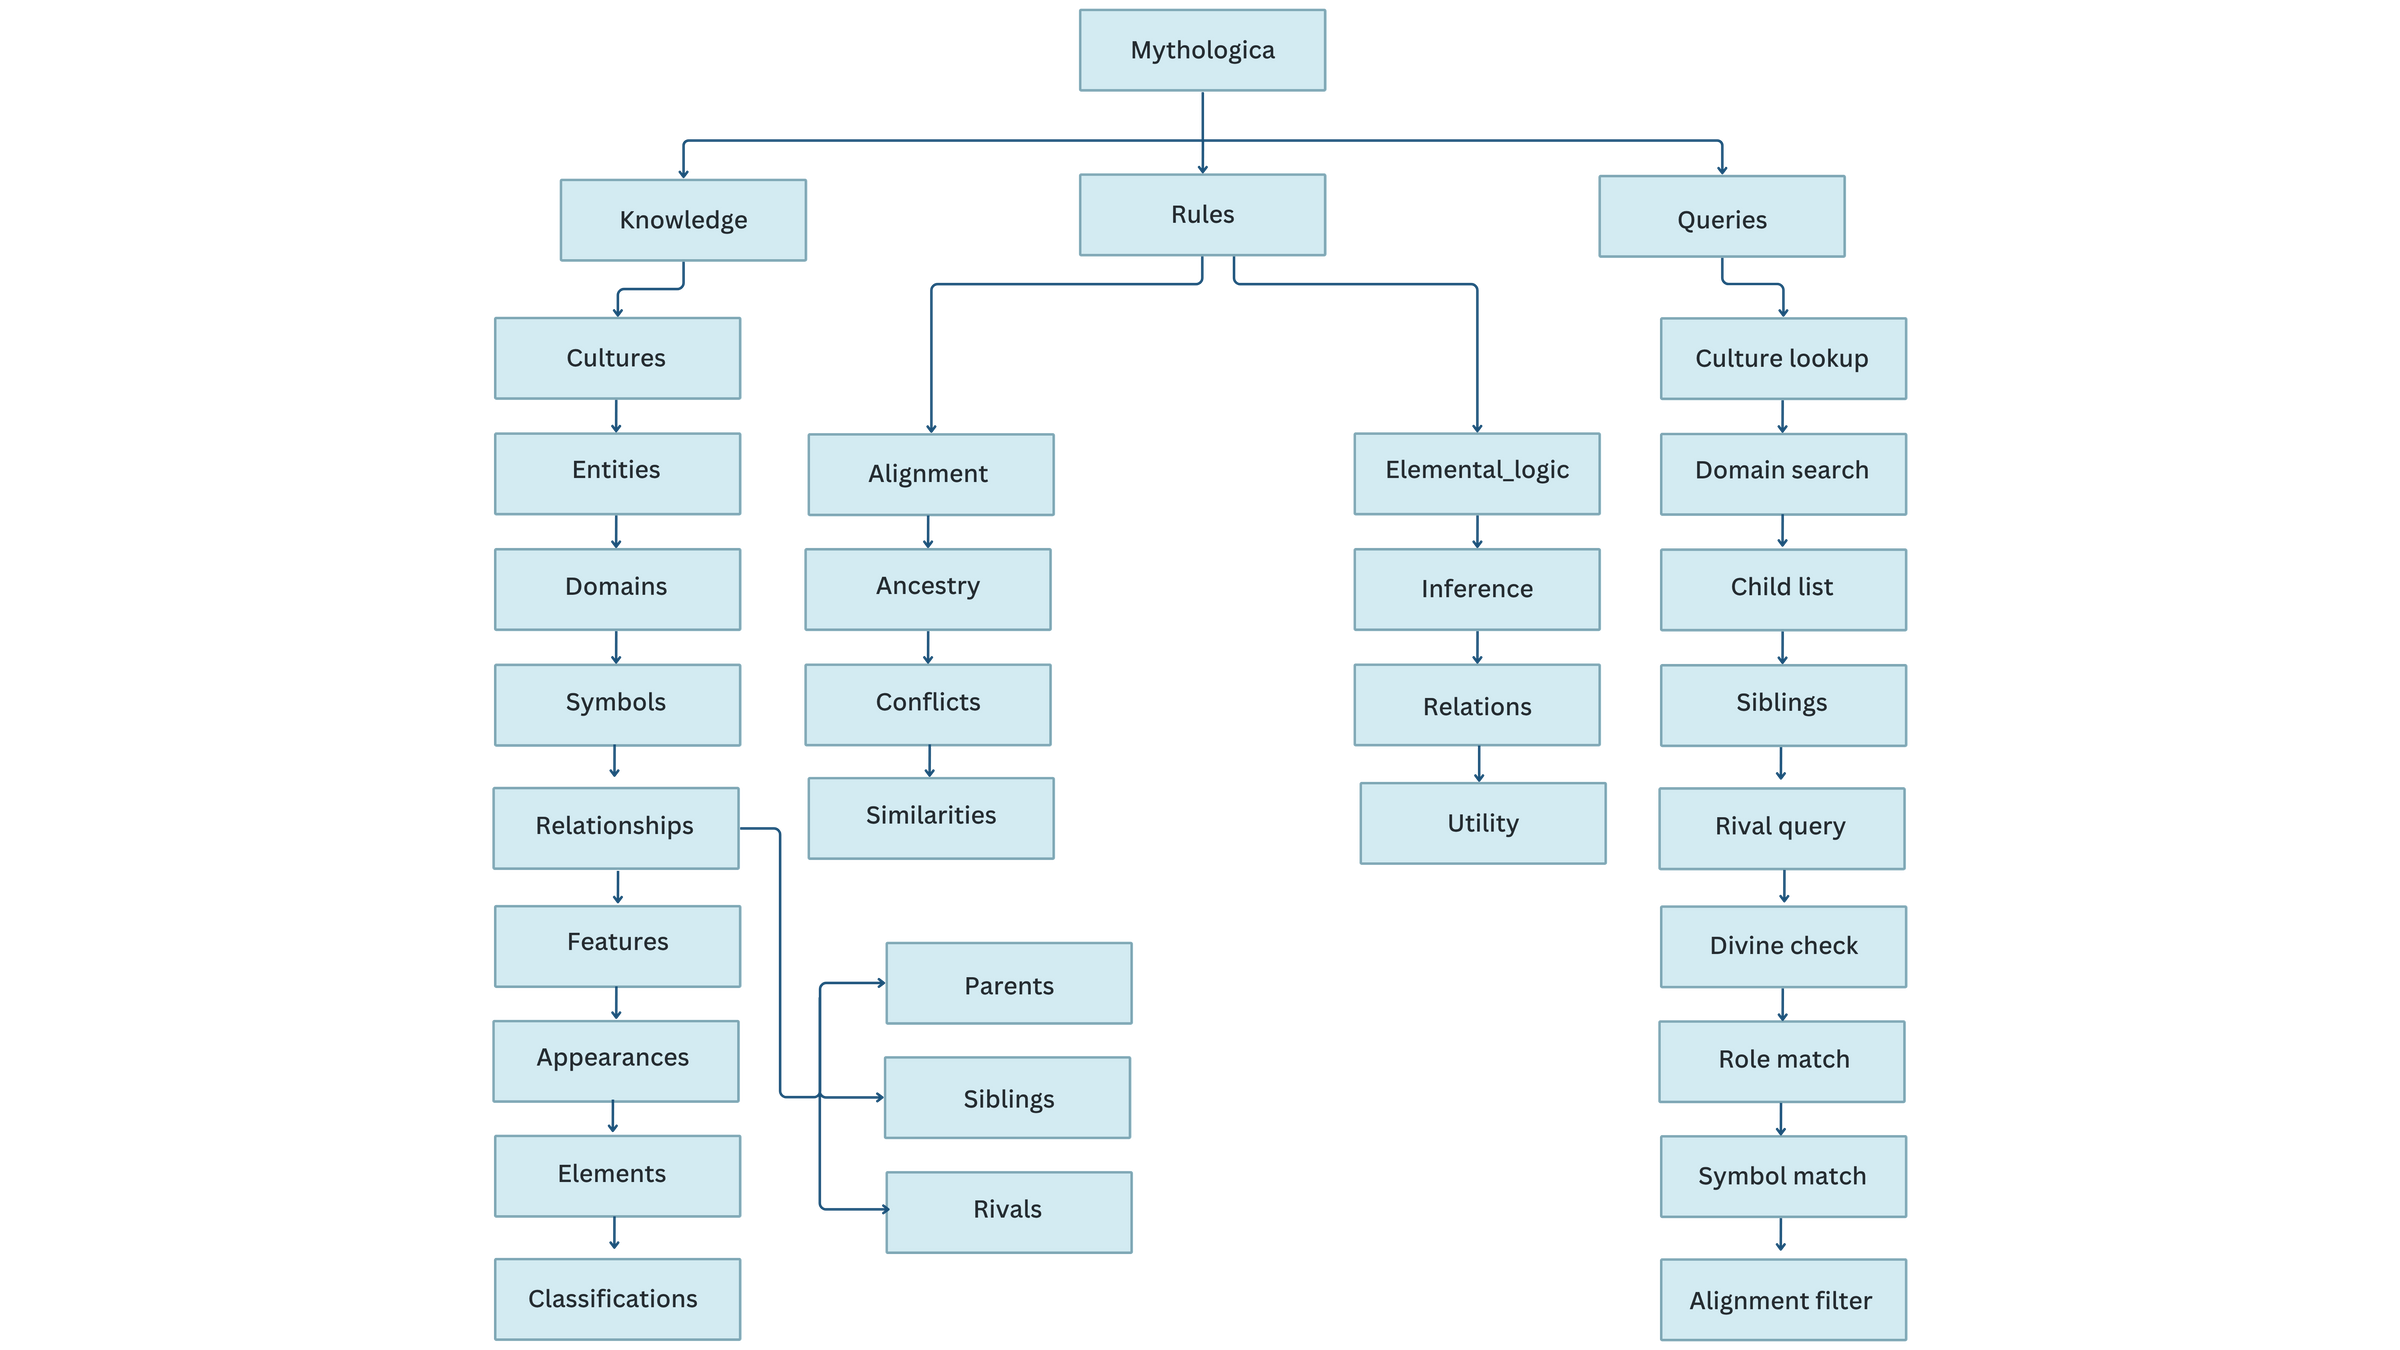 Mythologica
Knowledge
Rules
Queries
Cultures
Entities
Domains
Symbols
Relationships
Features
Appearances
Elements
Classifications
Parents
Siblings
Rivals
Alignment
Ancestry
Conflicts
Similarities
Elemental_logic
Inference
Relations
Utility
Culture lookup
Domain search
Child list
Siblings
Rival query
Divine check
Role match
Symbol match
Alignment filter